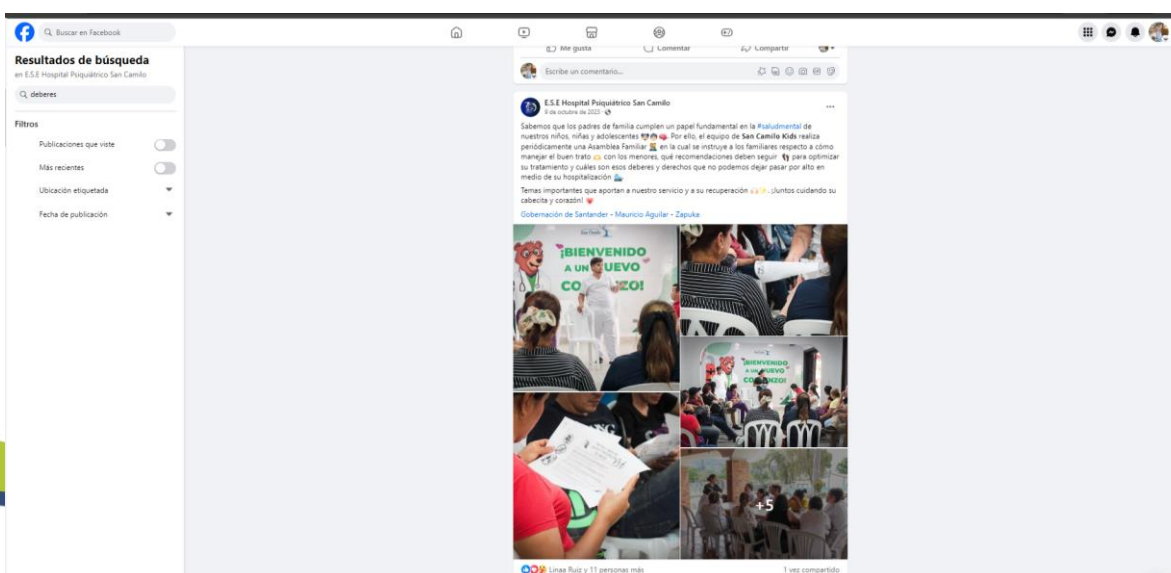 Buscar en Facebook
Resultados de búsqueda
en E.S.E Hospital Psiquiátrico San Camilo
deberes
Filtros
Publicaciones que viste
Más recientes
Ubicación etiquetada
Fecha de publicación
Me gusta Comentar Compartir
Escribe un comentario...
E.S.E Hospital Psiquiátrico San Camilo
de octubre de 2023
Sabemos que los padres de familia cumplen un papel fundamental en la #saludmental de
nuestros niños, niñas y adolescentes. Por ello, el equipo de San Camilo Kids realiza
periódicamente una Asamblea Familiar en la cual se instruye a los familiares respecto a cómo
manejar el buen trato con los menores, qué recomendaciones deben seguir para optimizar
su tratamiento y cuáles son esos deberes y derechos que no podemos dejar pasar por alto en
medio de su hospitalización
Temas importantes que aportan a nuestro servicio y a su recuperación. ¡Juntos cuidando su
cabecita y corazón!
Gobernación de Santander - Mauricio Aguilar - Zapuka
¡BIENVENIDO
A UN NUEVO
BIENVENIDO
A UN NUEVO
+5
Linaa Ruiz y 11 personas más
1 vez compartido